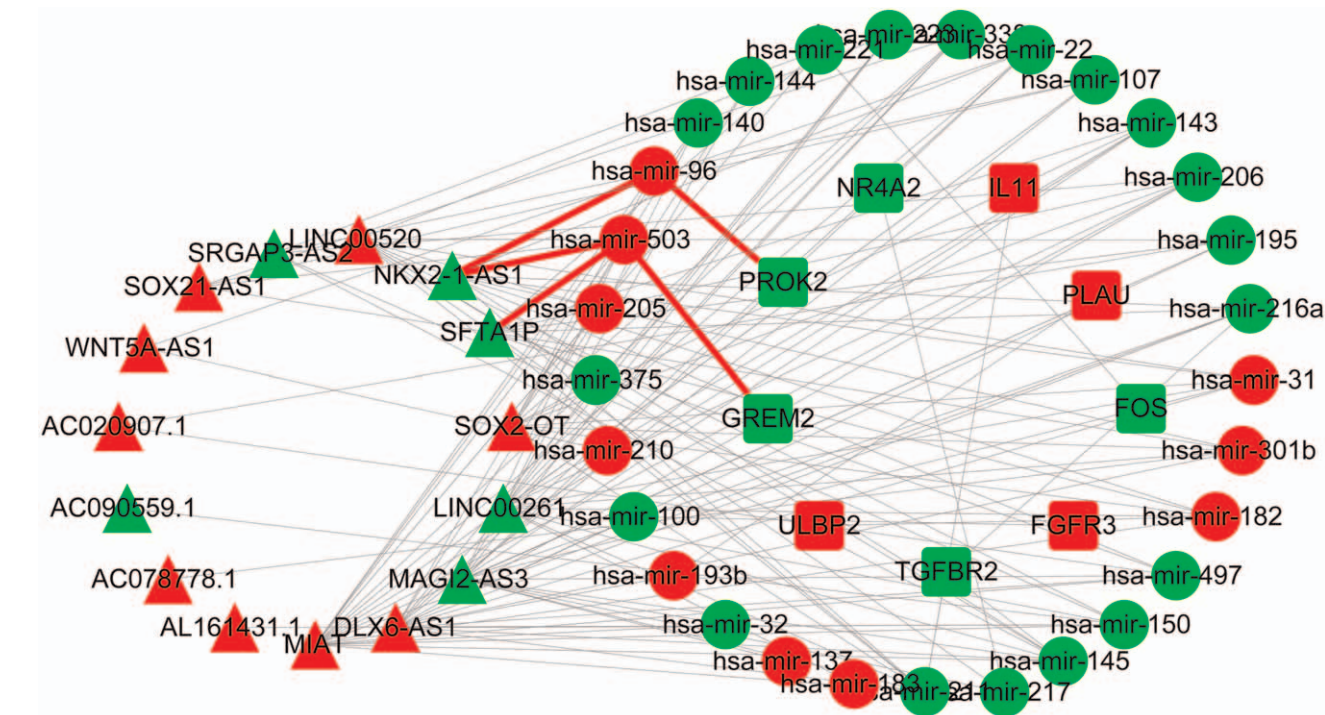 hsa-mir-22
hsa-mir-221
hsa-mir-144
hsa-mir-107
hsa-mir-140
hsa-mir-143
hsa-mir-96
NR4A2
IL11
hsa-mir-206
LINC00520
hsa-mir-503
hsa-mir-195
SRGAP3-AS2
NKX2-1-AS1
PROK2
SOX21-AS1
PLAU
hsa-mir-205
hsa-mir-216a
SFTA1P
WNT5A-AS1
hsa-mir-375
hsa-mir-31
GREM2
FOS
AC020907.1
SOX2-OT
hsa-mir-210
hsa-mir-301b
AC090559.1
LINC00261
hsa-mir-100
ULBP2
FGFR3
hsa-mir-182
AC078778.1
MAGI2-AS3
hsa-mir-193b
TGFBR2
hsa-mir-497
AL161431.1
MIAT
DLX6-AS1
hsa-mir-32
hsa-mir-150
hsa-mir-137
hsa-mir-145
hsa-mir-183
hsa-mir-217